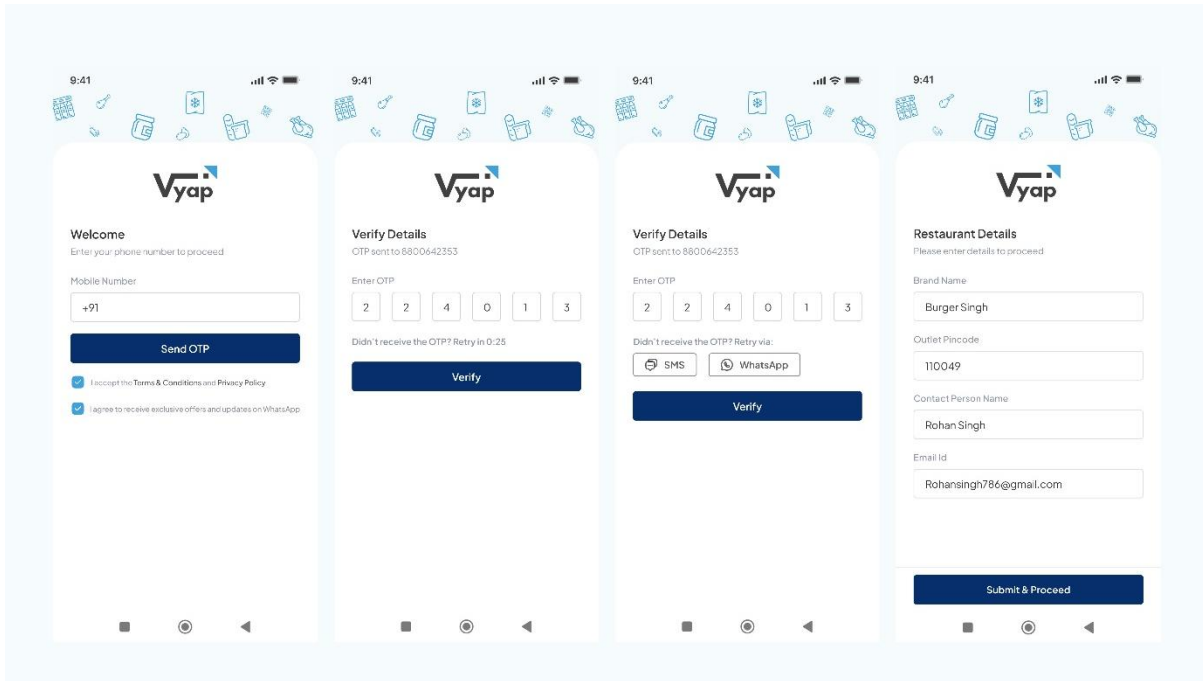 9:41
Vyap
Welcome
Enter your phone number to proceed
Mobile Number
+91
Send OTP
I accept the Terms & Conditions and Privacy Policy
I agree to receive exclusive offers and updates on WhatsApp
9:41
Vyap
Verify Details
OTP sent to 8800642353
Enter OTP
2 2 4 0 1 3
Didn't receive the OTP? Retry in 0:25
Verify
9:41
Vyap
Verify Details
OTP sent to 8800642353
Enter OTP
2 2 4 0 1 3
Didn't receive the OTP? Retry via:
SMS WhatsApp
Verify
9:41
Vyap
Restaurant Details
Please enter details to proceed
Brand Name
Burger Singh
Outlet Pincode
110049
Contact Person Name
Rohan Singh
Email Id
Rohansingh786@gmail.com
Submit & Proceed